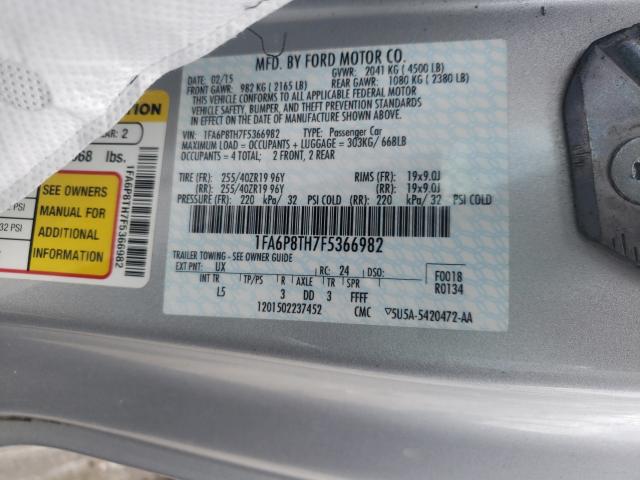 MFD. BY FORD MOTOR CO.
02/15 GVWR: 2041 KG ( 4500 LB)
FRONT GAWR: 982 KG ( 2165 LB) REAR GAWR: 1080 KG ( 2380 LB)
THIS VEHICLE CONFORMS TO ALL APPLICABLE FEDERAL MOTOR
VEHICLE SAFETY, BUMPER, AND THEFT PREVENTION STANDARDS
IN EFFECT ON THE DATE OF MANUFACTURE SHOWN ABOVE.
VIN: 1FA6P8TH7F5366982 TYPE: Passenger Car
MAXIMUM LOAD = OCCUPANTS + LUGGAGE = 303KG/ 668LB
OCCUPANTS = 4 TOTAL; 2 FRONT, 2 REAR
TIRE (FR): 255/40ZR19 96Y RIMS (FR): 19x9.0J
(RR): 255/40ZR19 96Y (RR): 19x9.0J
PRESSURE (FR): 220 kPa/ 32 PSI COLD (RR): 220 kPa/ 32 PSI COLD
1FA6P8TH7F5366982
TRAILER TOWING - SEE OWNER GUIDE
EXT PNT: UX RC: 24 DSO: F0018
INT TR TP/PS R AXLE TR SPR R0134
L5 3 DD 3 FFFF
1201502237452 CMC ▽5U5A-5420472-AA
AR: 2
lbs.
SEE OWNERS
MANUAL FOR
ADDITIONAL
INFORMATION
1FA6P8TH7F5366982